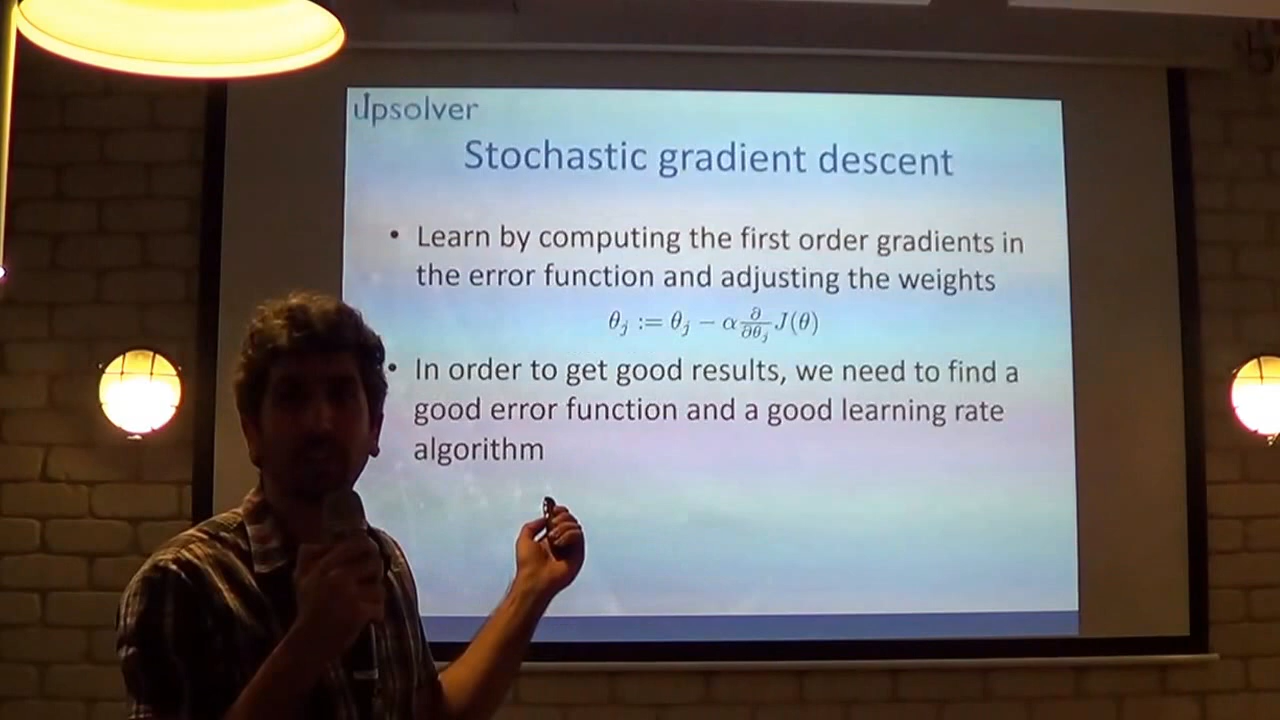 Upsolver
Stochastic gradient descent
• Learn by computing the first order gradients in
the error function and adjusting the weights
θⱼ := θⱼ − α ∂/∂θⱼ J(θ)
• In order to get good results, we need to find a
good error function and a good learning rate
algorithm